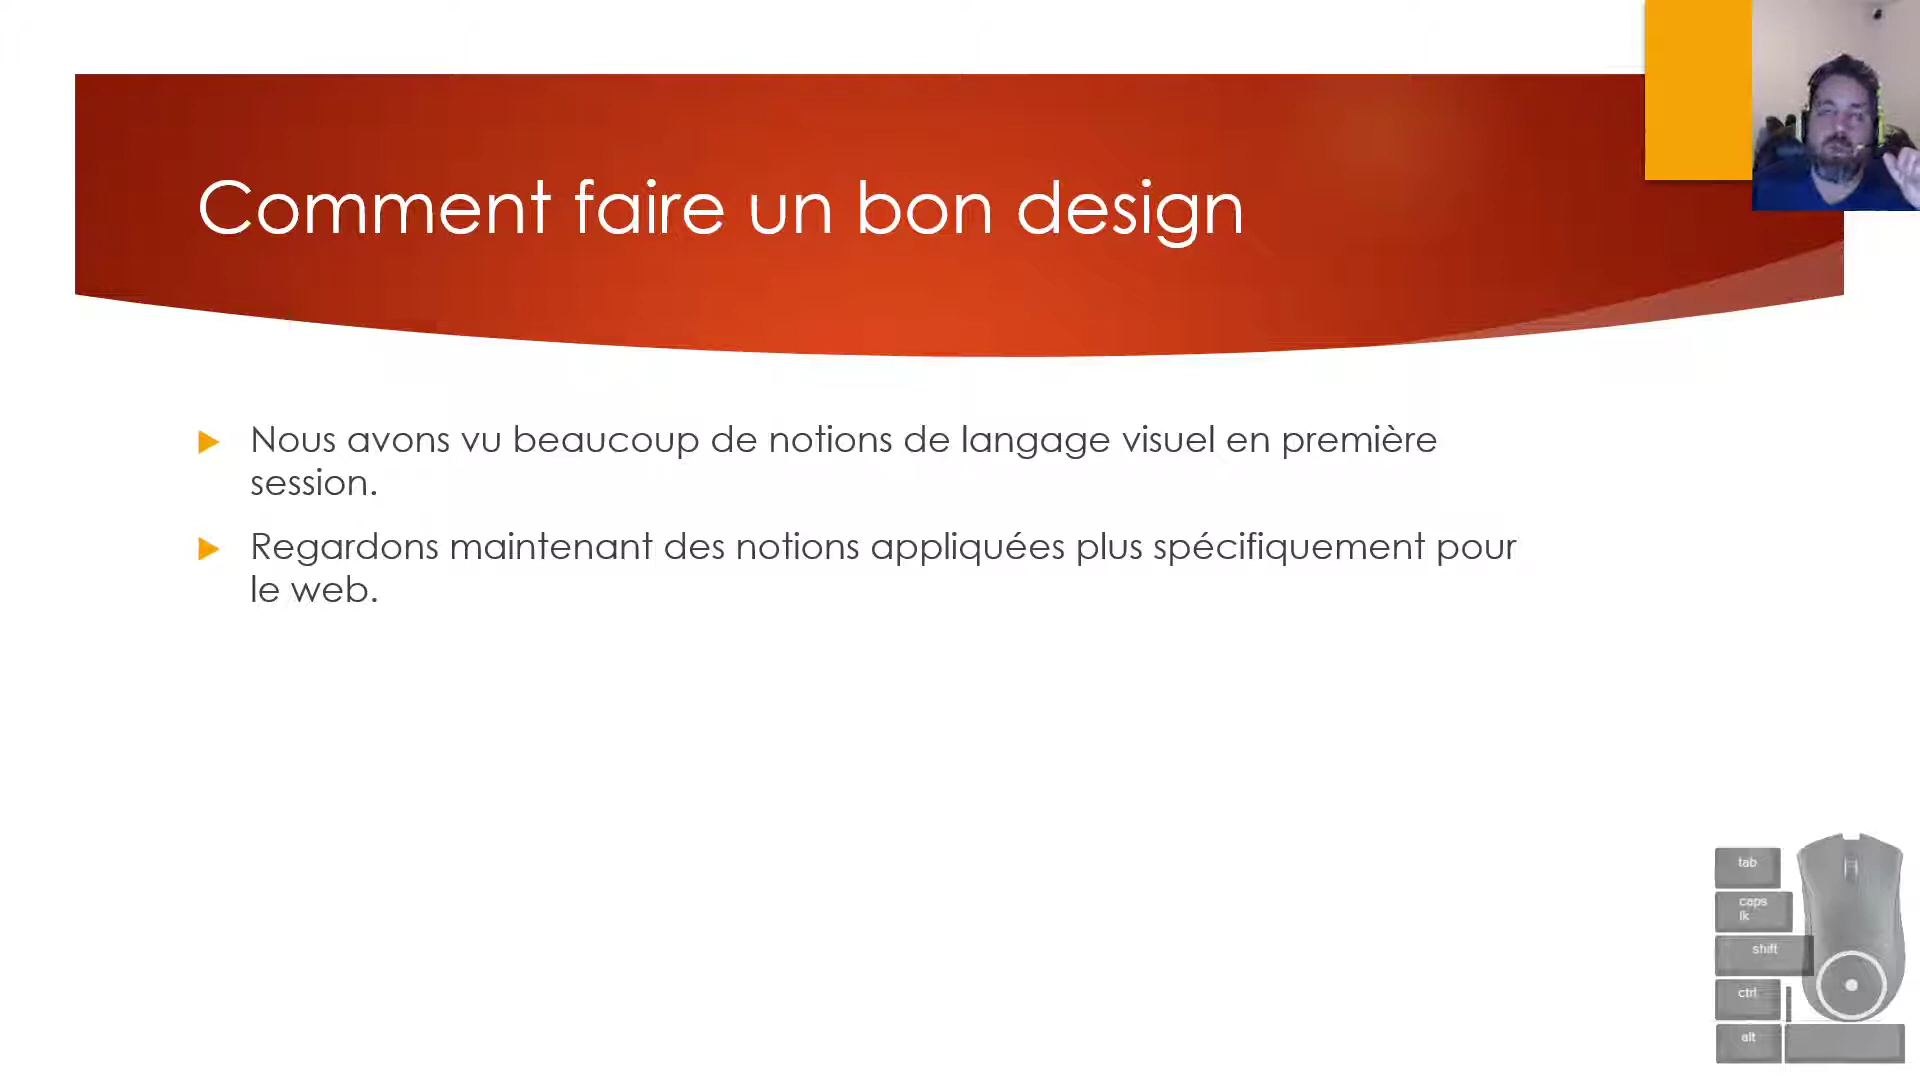 Comment faire un bon design
Nous avons vu beaucoup de notions de langage visuel en première
session.
Regardons maintenant des notions appliquées plus spécifiquement pour
le web.
tab
caps
lk
shift
ctrl
alt